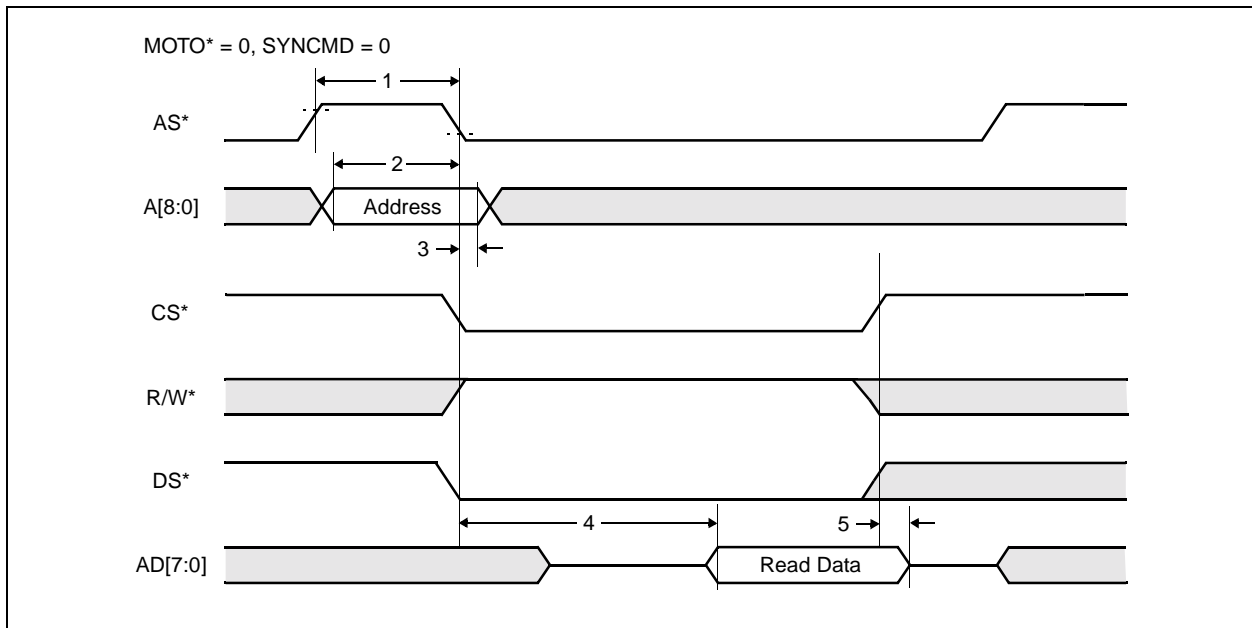 MOTO* = 0, SYNCMD = 0
1
AS*
2
A[8:0]
Address
3
CS*
R/W*
DS*
4
5
AD[7:0]
Read Data